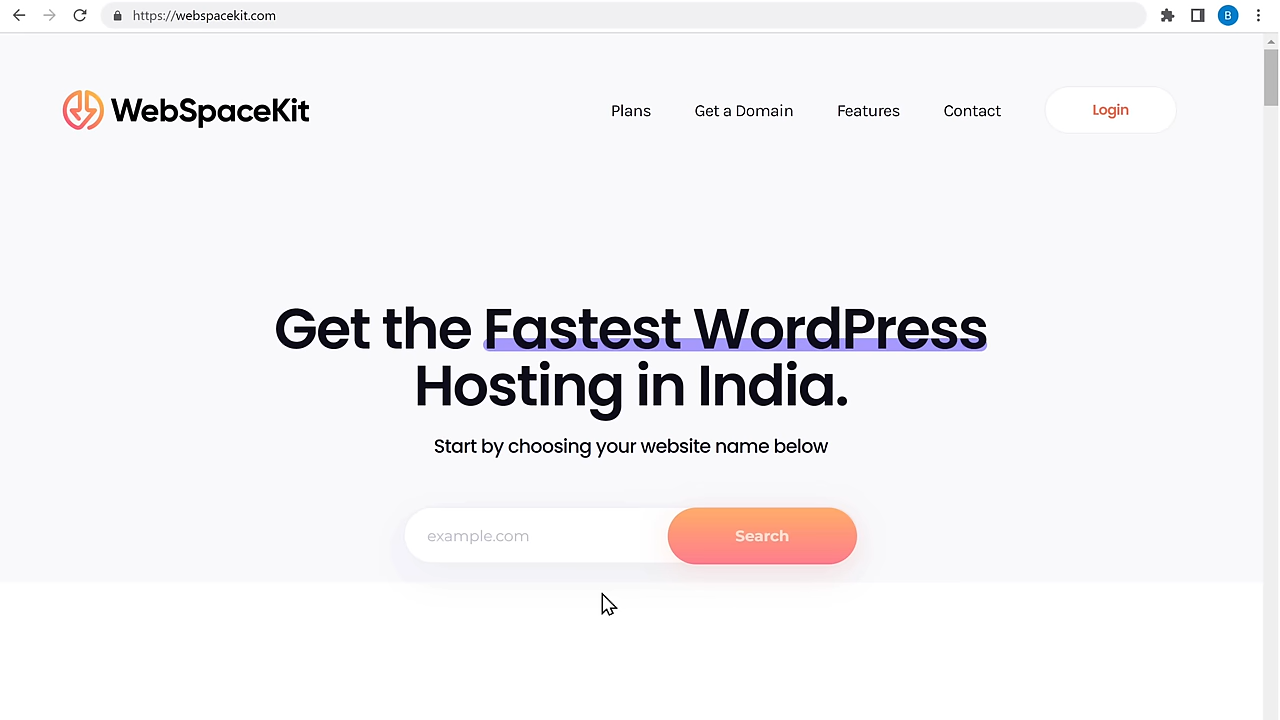 https://webspacekit.com
B
WebSpaceKit
Plans
Get a Domain
Features
Contact
Login
Get the Fastest WordPress
Hosting in India.
Start by choosing your website name below
example.com
Search